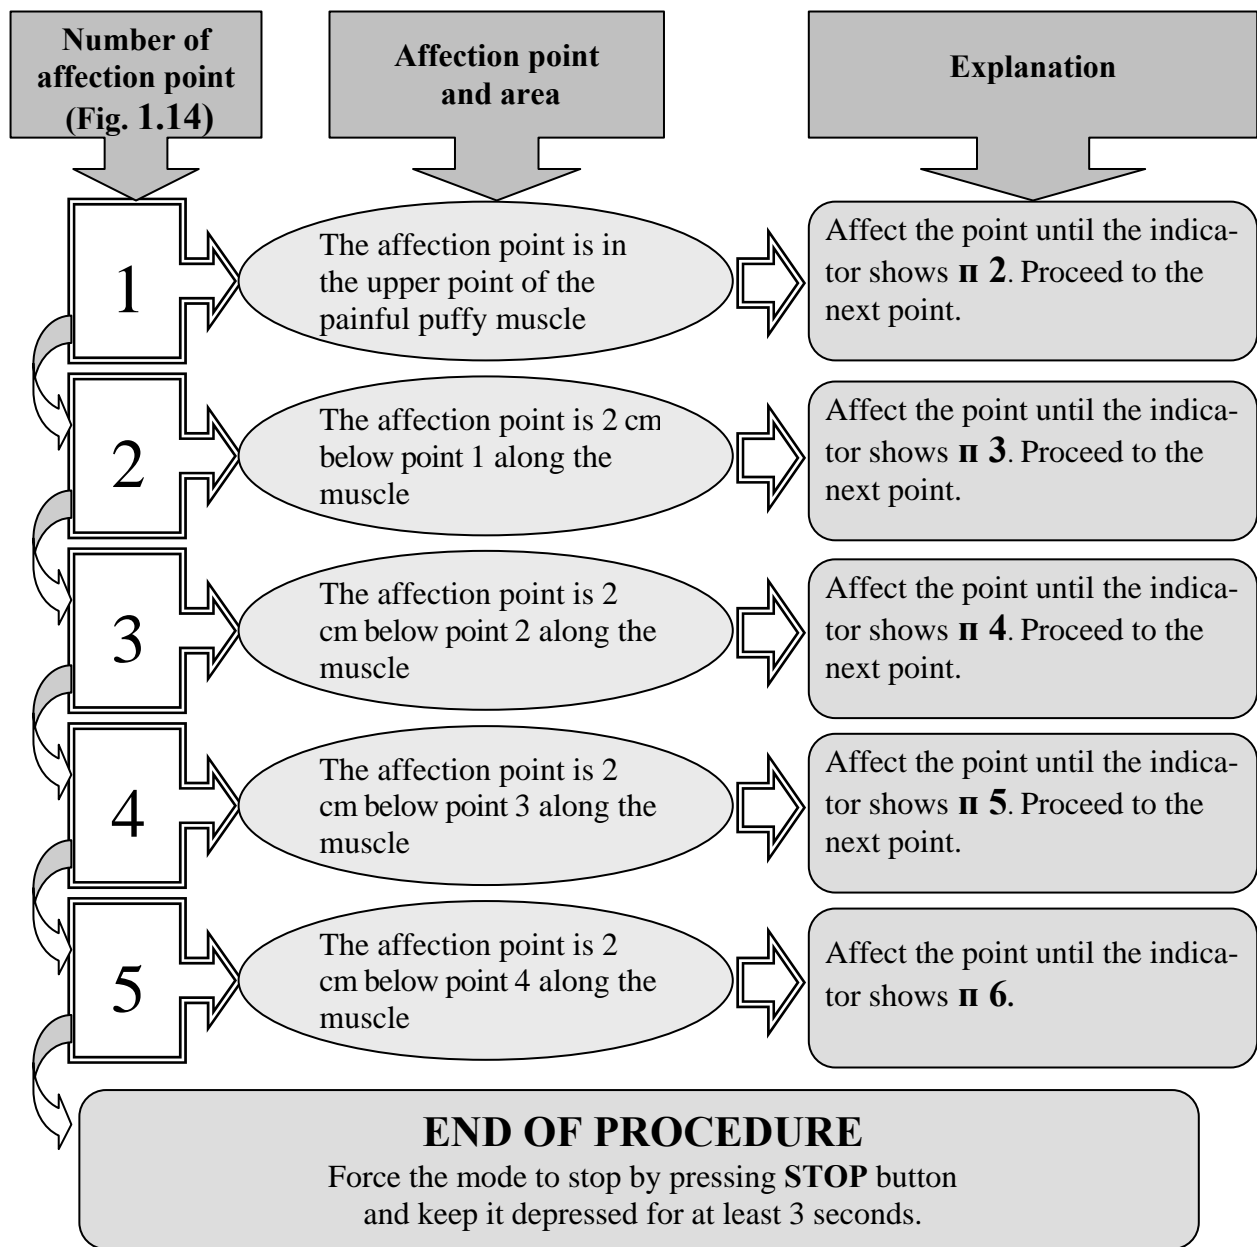 Number of
affection point
(Fig. 1.14)
Affection point
and area
Explanation
1
The affection point is in
the upper point of the
painful puffy muscle
Affect the point until the indica-
tor shows п 2. Proceed to the
next point.
2
The affection point is 2 cm
below point 1 along the
muscle
Affect the point until the indica-
tor shows п 3. Proceed to the
next point.
3
The affection point is 2
cm below point 2 along the
muscle
Affect the point until the indica-
tor shows п 4. Proceed to the
next point.
4
The affection point is 2
cm below point 3 along the
muscle
Affect the point until the indica-
tor shows п 5. Proceed to the
next point.
5
The affection point is 2
cm below point 4 along the
muscle
Affect the point until the indica-
tor shows п 6.
END OF PROCEDURE
Force the mode to stop by pressing STOP button
and keep it depressed for at least 3 seconds.